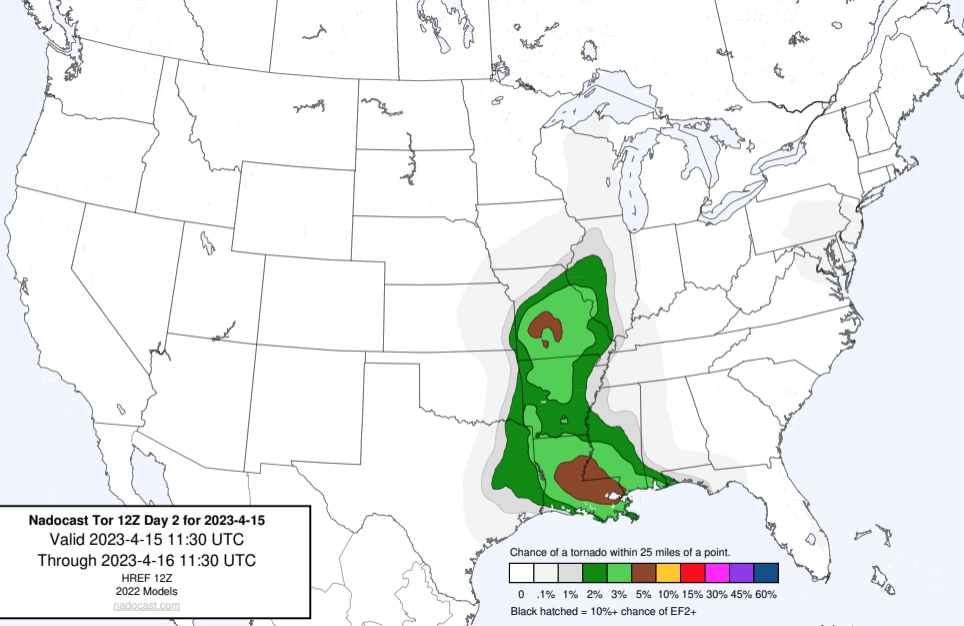 Nadocast Tor 12Z Day 2 for 2023-4-15
Valid 2023-4-15 11:30 UTC
Through 2023-4-16 11:30 UTC
HREF 12Z
2022 Models
nadocast.com
Chance of a tornado within 25 miles of a point.
0 .1% 1% 2% 3% 5% 10% 15% 30% 45% 60%
Black hatched = 10%+ chance of EF2+